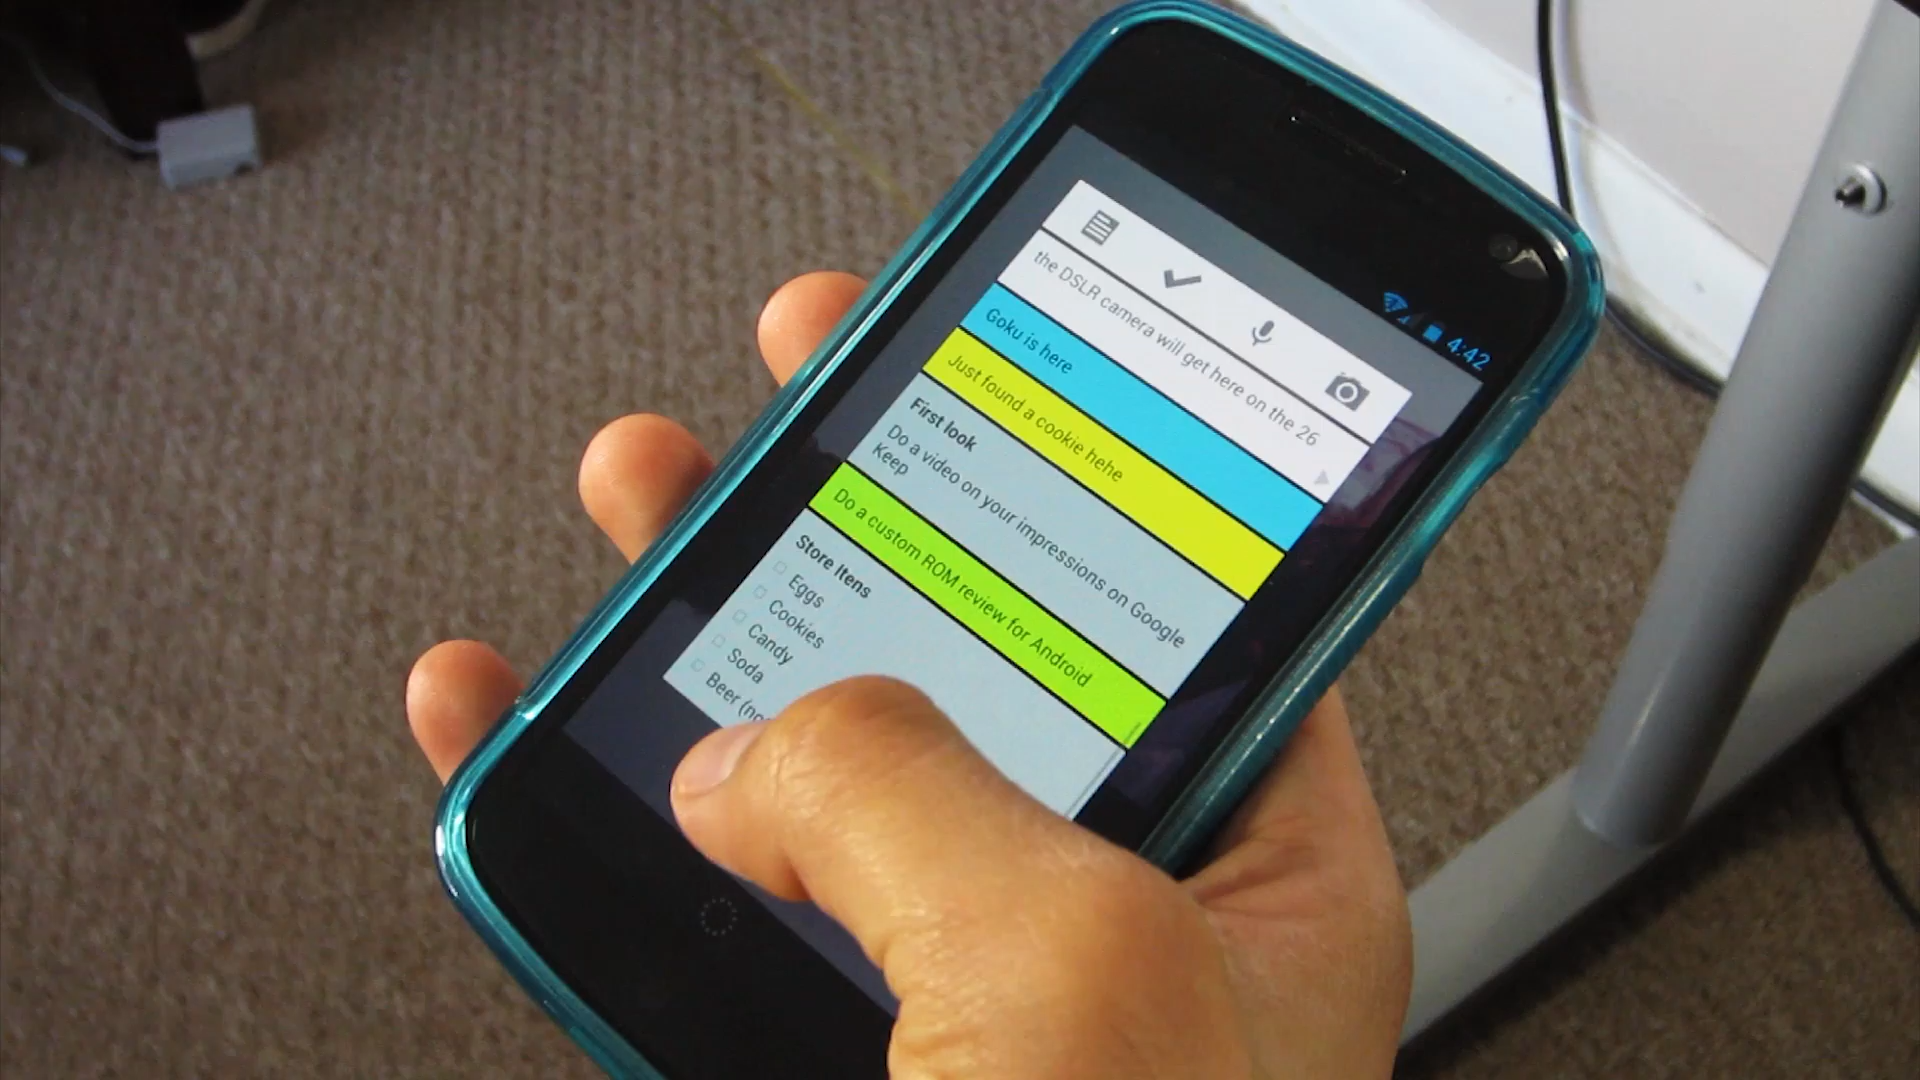 4:42
the DSLR camera will get here on the 26
Goku is here
Just found a cookie hehe
First look
Do a video on your impressions on Google
Keep
Do a custom ROM review for Android
Store Itens
Eggs
Cookies
Candy
Soda
Beer